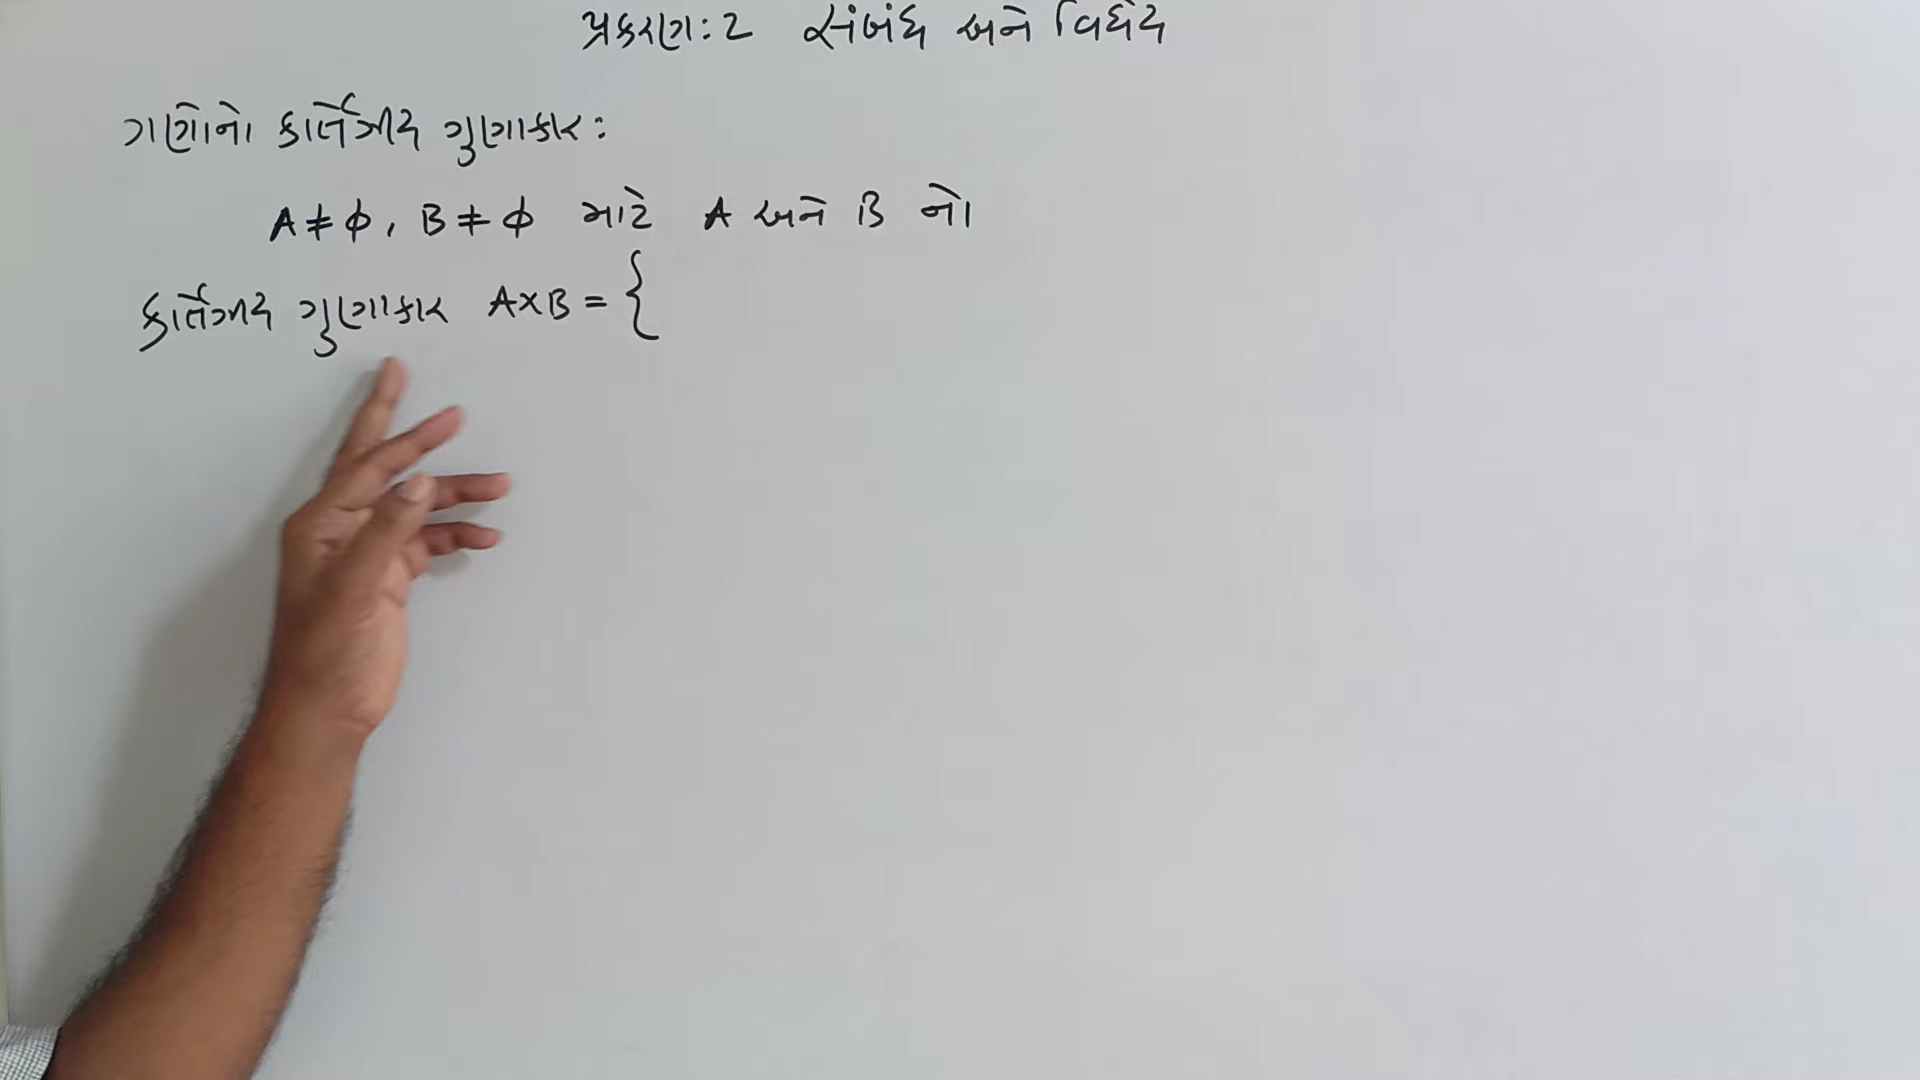 પ્રકરણ: 2 સંબંધ અને વિધેય
ગણોનો કાર્તેઝીય ગુણાકાર:
A ≠ ϕ, B ≠ ϕ માટે A અને B નો
કાર્તેઝીય ગુણાકાર A×B = {